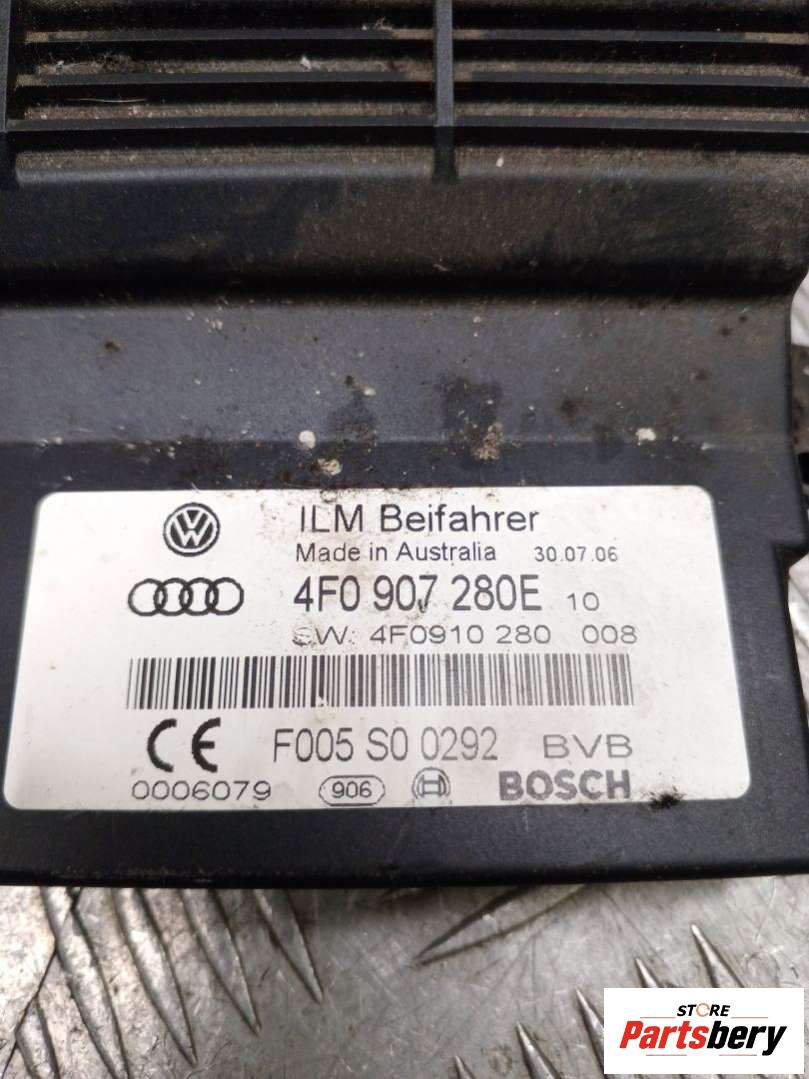 ILM Beifahrer
Made in Australia 30.07.06
4F0 907 280E 10
SW: 4F0910 280 008
CE F005 S0 0292 BVB
0006079 906 BOSCH
STORE
Partsbery